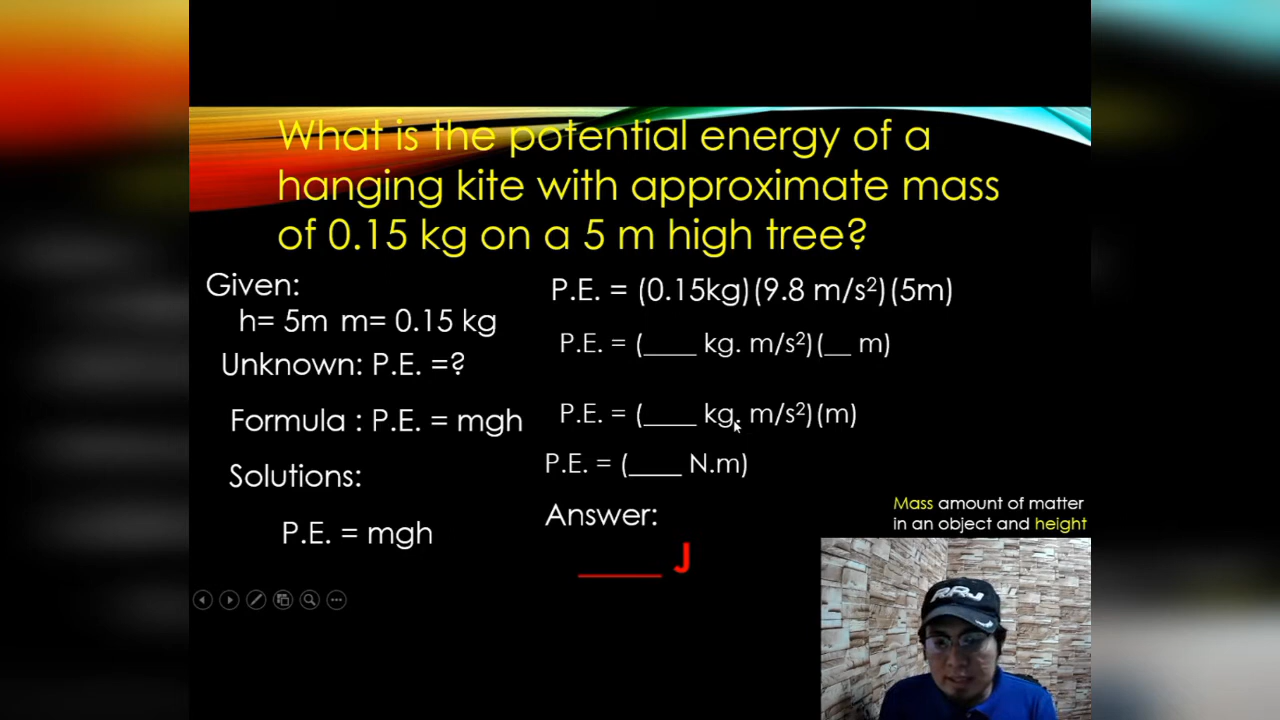 What is the potential energy of a
hanging kite with approximate mass
of 0.15 kg on a 5 m high tree?
Given:
h= 5m m= 0.15 kg
Unknown: P.E. =?
Formula : P.E. = mgh
Solutions:
P.E. = mgh
P.E. = (0.15kg)(9.8 m/s²)(5m)
P.E. = (____ kg. m/s²)(__ m)
P.E. = (____ kg. m/s²)(m)
P.E. = (____ N.m)
Answer:
_____ J
Mass amount of matter
in an object and height
RRJ